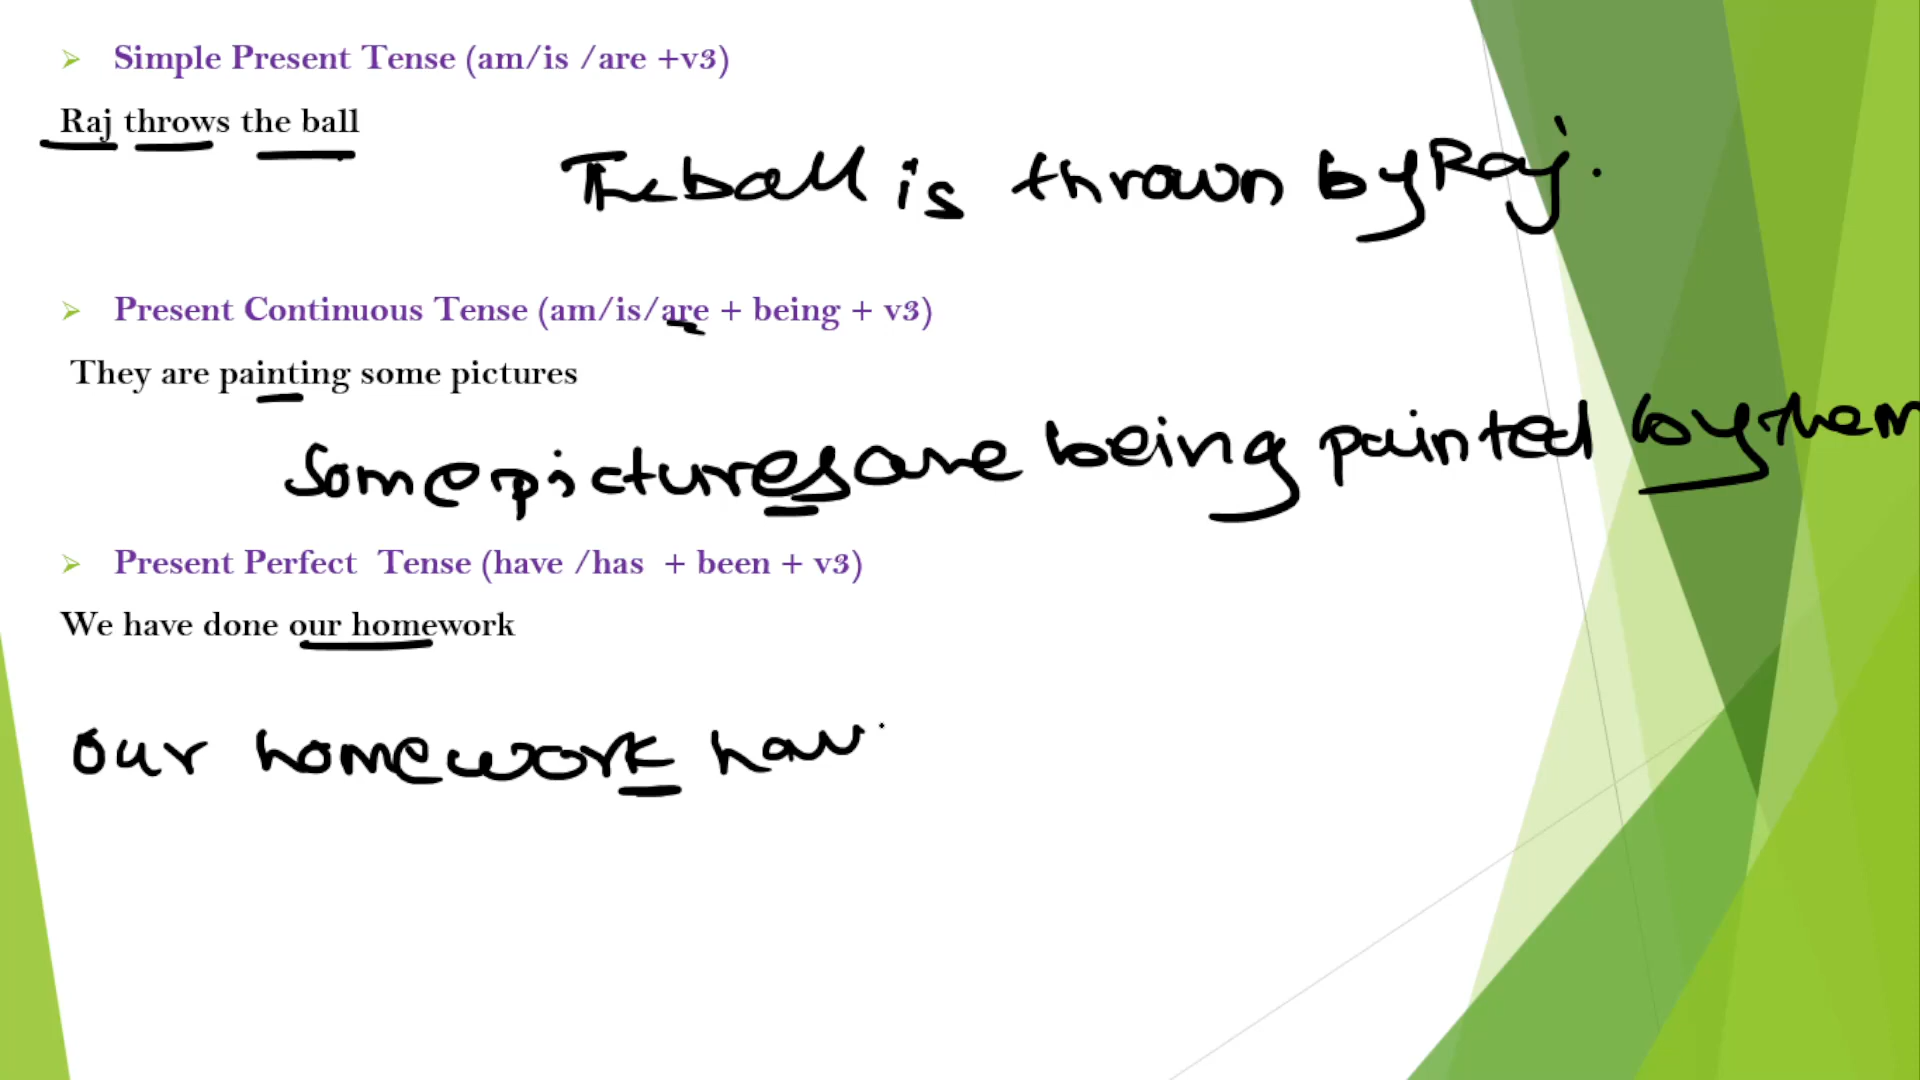 Simple Present Tense (am/is /are +v3)
Raj throws the ball
The ball is thrown by Raj.
Present Continuous Tense (am/is/are + being + v3)
They are painting some pictures
Some pictures are being painted by them
Present Perfect Tense (have /has + been + v3)
We have done our homework
Our homework hav